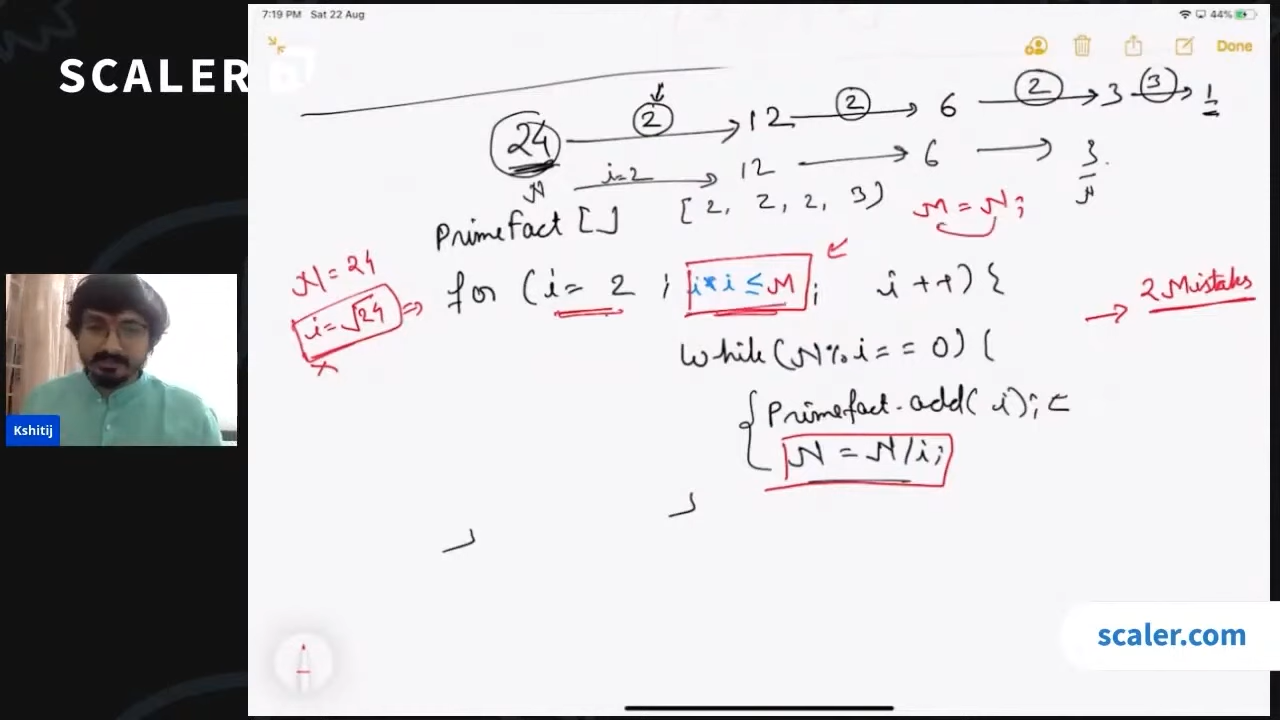 7:19 PM Sat 22 Aug
44%
Done
SCALER
24 2 12 2 6 2 3 3 1
N i=2 12 6 3
N
PrimeFact [] [2, 2, 2, 3) M = N;
N = 24
i = √24 ⇒ for (i = 2 ; i * i ≤ M ; i ++) {
→ 2 Mistakes
while (N % i == 0) {
Primefact.add( i);
N = N / i;
Kshitij
scaler.com